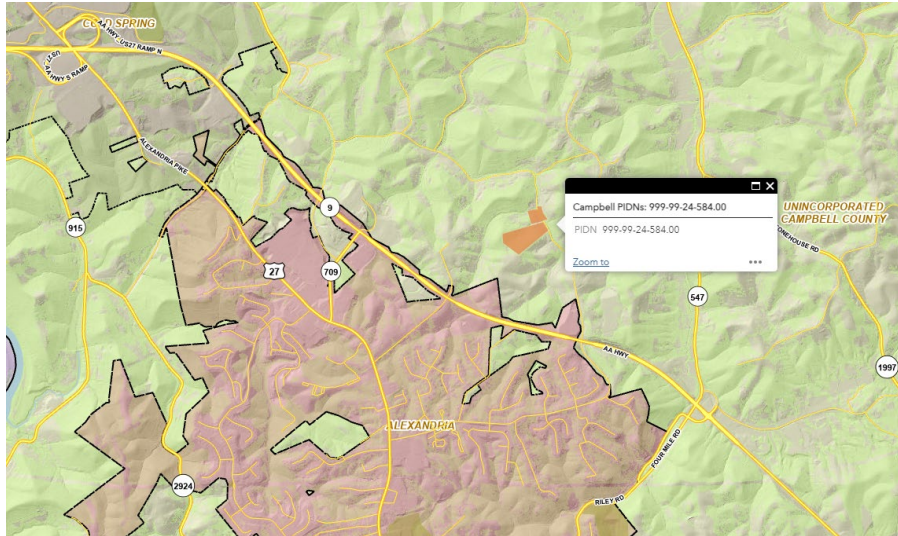 COLD SPRING
AA HWY-US27 RAMP N
US27-
AA HWY S RAMP
ALEXANDRIA PIKE
915
9
27
709
Campbell PIDNs: 999-99-24-584.00
PIDN 999-99-24-584.00
Zoom to
UNINCORPORATED
CAMPBELL COUNTY
STONEHOUSE RD
547
AA HWY
1997
ALEXANDRIA
FOUR MILE RD
2924
RILEY RD